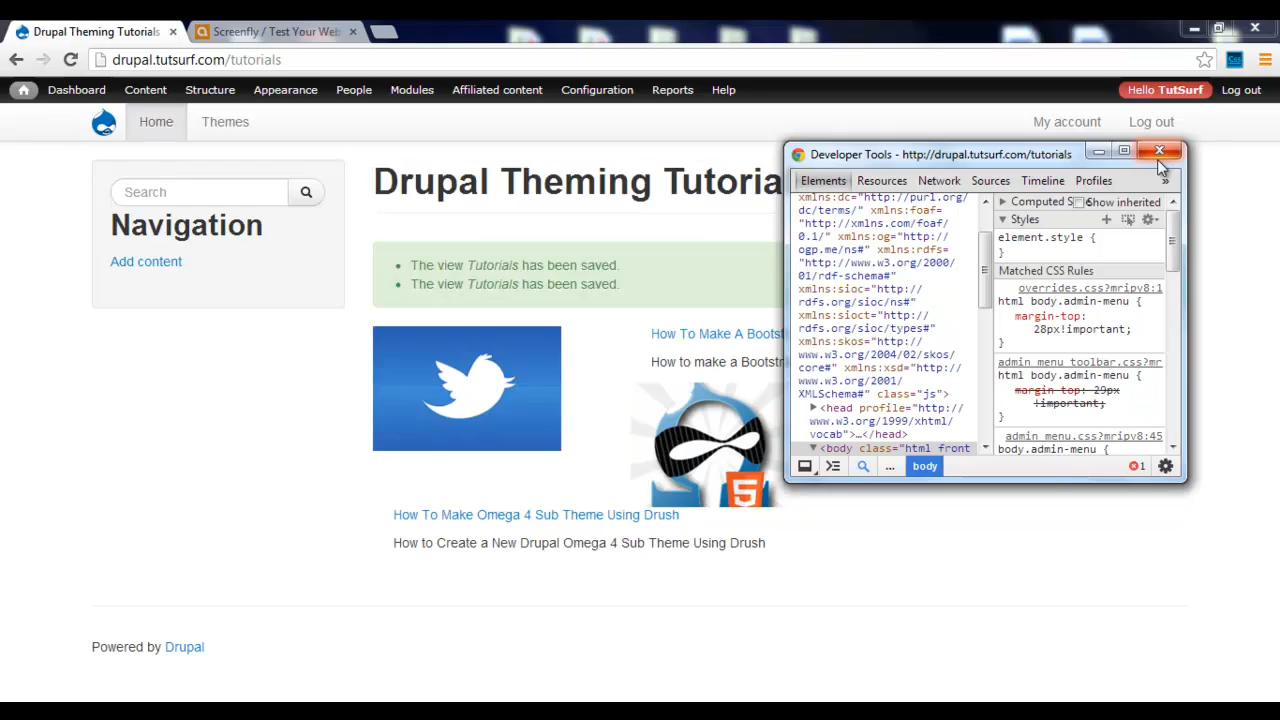 Drupal Theming Tutorials
Screenfly / Test Your Web
drupal.tutsurf.com/tutorials
Css
Dashboard Content Structure Appearance People Modules Affiliated content Configuration Reports Help
Hello TutSurf Log out
Home Themes My account Log out
Search
Navigation
Add content
Drupal Theming Tutoria
The view Tutorials has been saved.
The view Tutorials has been saved.
How To Make A Bootst
How to make a Bootstr
5
How To Make Omega 4 Sub Theme Using Drush
How to Create a New Drupal Omega 4 Sub Theme Using Drush
Powered by Drupal
Developer Tools - http://drupal.tutsurf.com/tutorials
Elements Resources Network Sources Timeline Profiles »
xmlns:dc="http://purl.org/
dc/terms/" xmlns:foaf=
"http://xmlns.com/foaf/
0.1/" xmlns:og="http://
ogp.me/ns#" xmlns:rdfs=
"http://www.w3.org/2000/
01/rdf-schema#"
xmlns:sioc="http://
rdfs.org/sioc/ns#"
xmlns:sioct="http://
rdfs.org/sioc/types#"
xmlns:skos="http://
www.w3.org/2004/02/skos/
core#" xmlns:xsd="http://
www.w3.org/2001/
XMLSchema#" class="js">
<head profile="http://
www.w3.org/1999/xhtml/
vocab">…</head>
<body class="html front
Computed S Show inherited
Styles
element.style {
}
Matched CSS Rules
overrides.css?mripv8:1
html body.admin-menu {
margin-top:
28px!important;
}
admin_menu_toolbar.css?mr
html body.admin-menu {
margin-top: 29px
!important;
}
admin_menu.css?mripv8:45
body.admin-menu {
... body
1